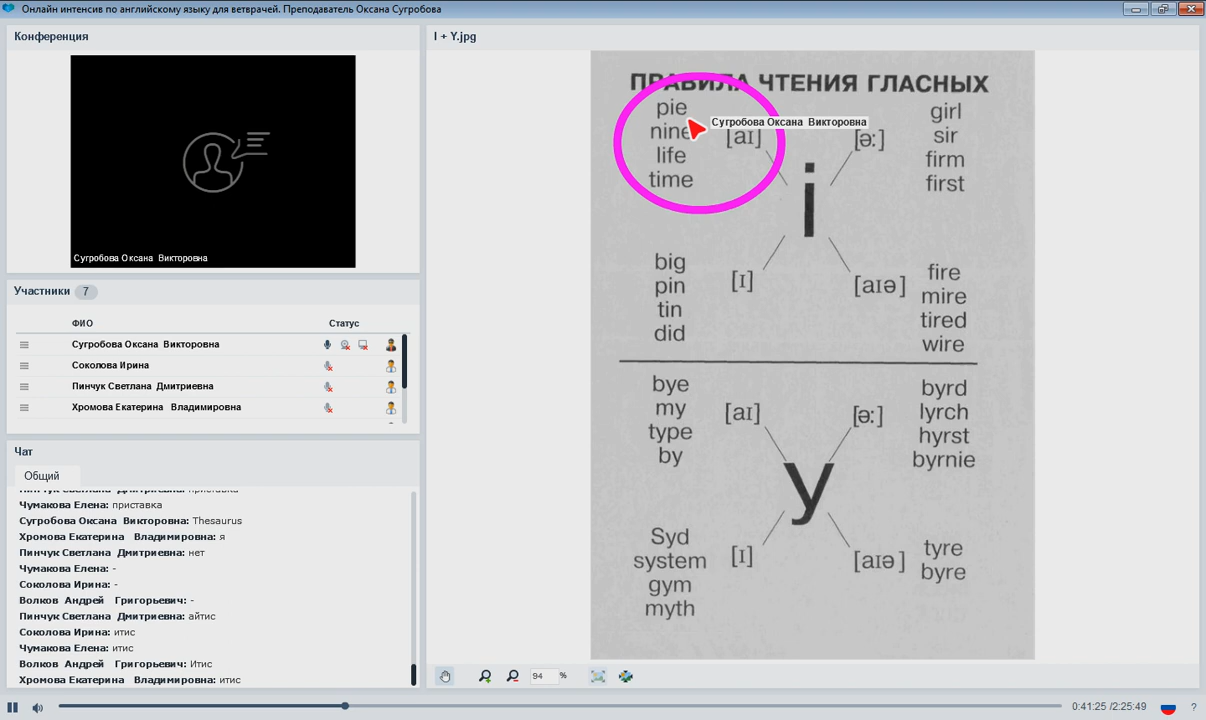 Онлайн интенсив по английскому языку для ветврачей. Преподаватель Оксана Сугробова
Конференция
Сугробова Оксана Викторовна
Участники 7
ФИО Статус
Сугробова Оксана Викторовна
Соколова Ирина
Пинчук Светлана Дмитриевна
Хромова Екатерина Владимировна
Чат
Общий
Пинчук Светлана Дмитриевна: приставка
Чумакова Елена: приставка
Сугробова Оксана Викторовна: Thesaurus
Хромова Екатерина Владимировна: я
Пинчук Светлана Дмитриевна: нет
Чумакова Елена: -
Соколова Ирина: -
Волков Андрей Григорьевич: -
Пинчук Светлана Дмитриевна: айтис
Соколова Ирина: итис
Чумакова Елена: итис
Волков Андрей Григорьевич: Итис
Хромова Екатерина Владимировна: итис
I + Y.jpg
ПРАВИЛА ЧТЕНИЯ ГЛАСНЫХ
pie
nine
life
time
[aɪ]
Сугробова Оксана Викторовна
[ə:]
girl
sir
firm
first
i
big
pin
tin
did
[ɪ]
[aɪə]
fire
mire
tired
wire
bye
my
type
by
[aɪ]
[ə:]
byrd
lyrch
hyrst
byrnie
y
Syd
system
gym
myth
[ɪ]
[aɪə]
tyre
byre
94 %
0:41:25 /2:25:49
?